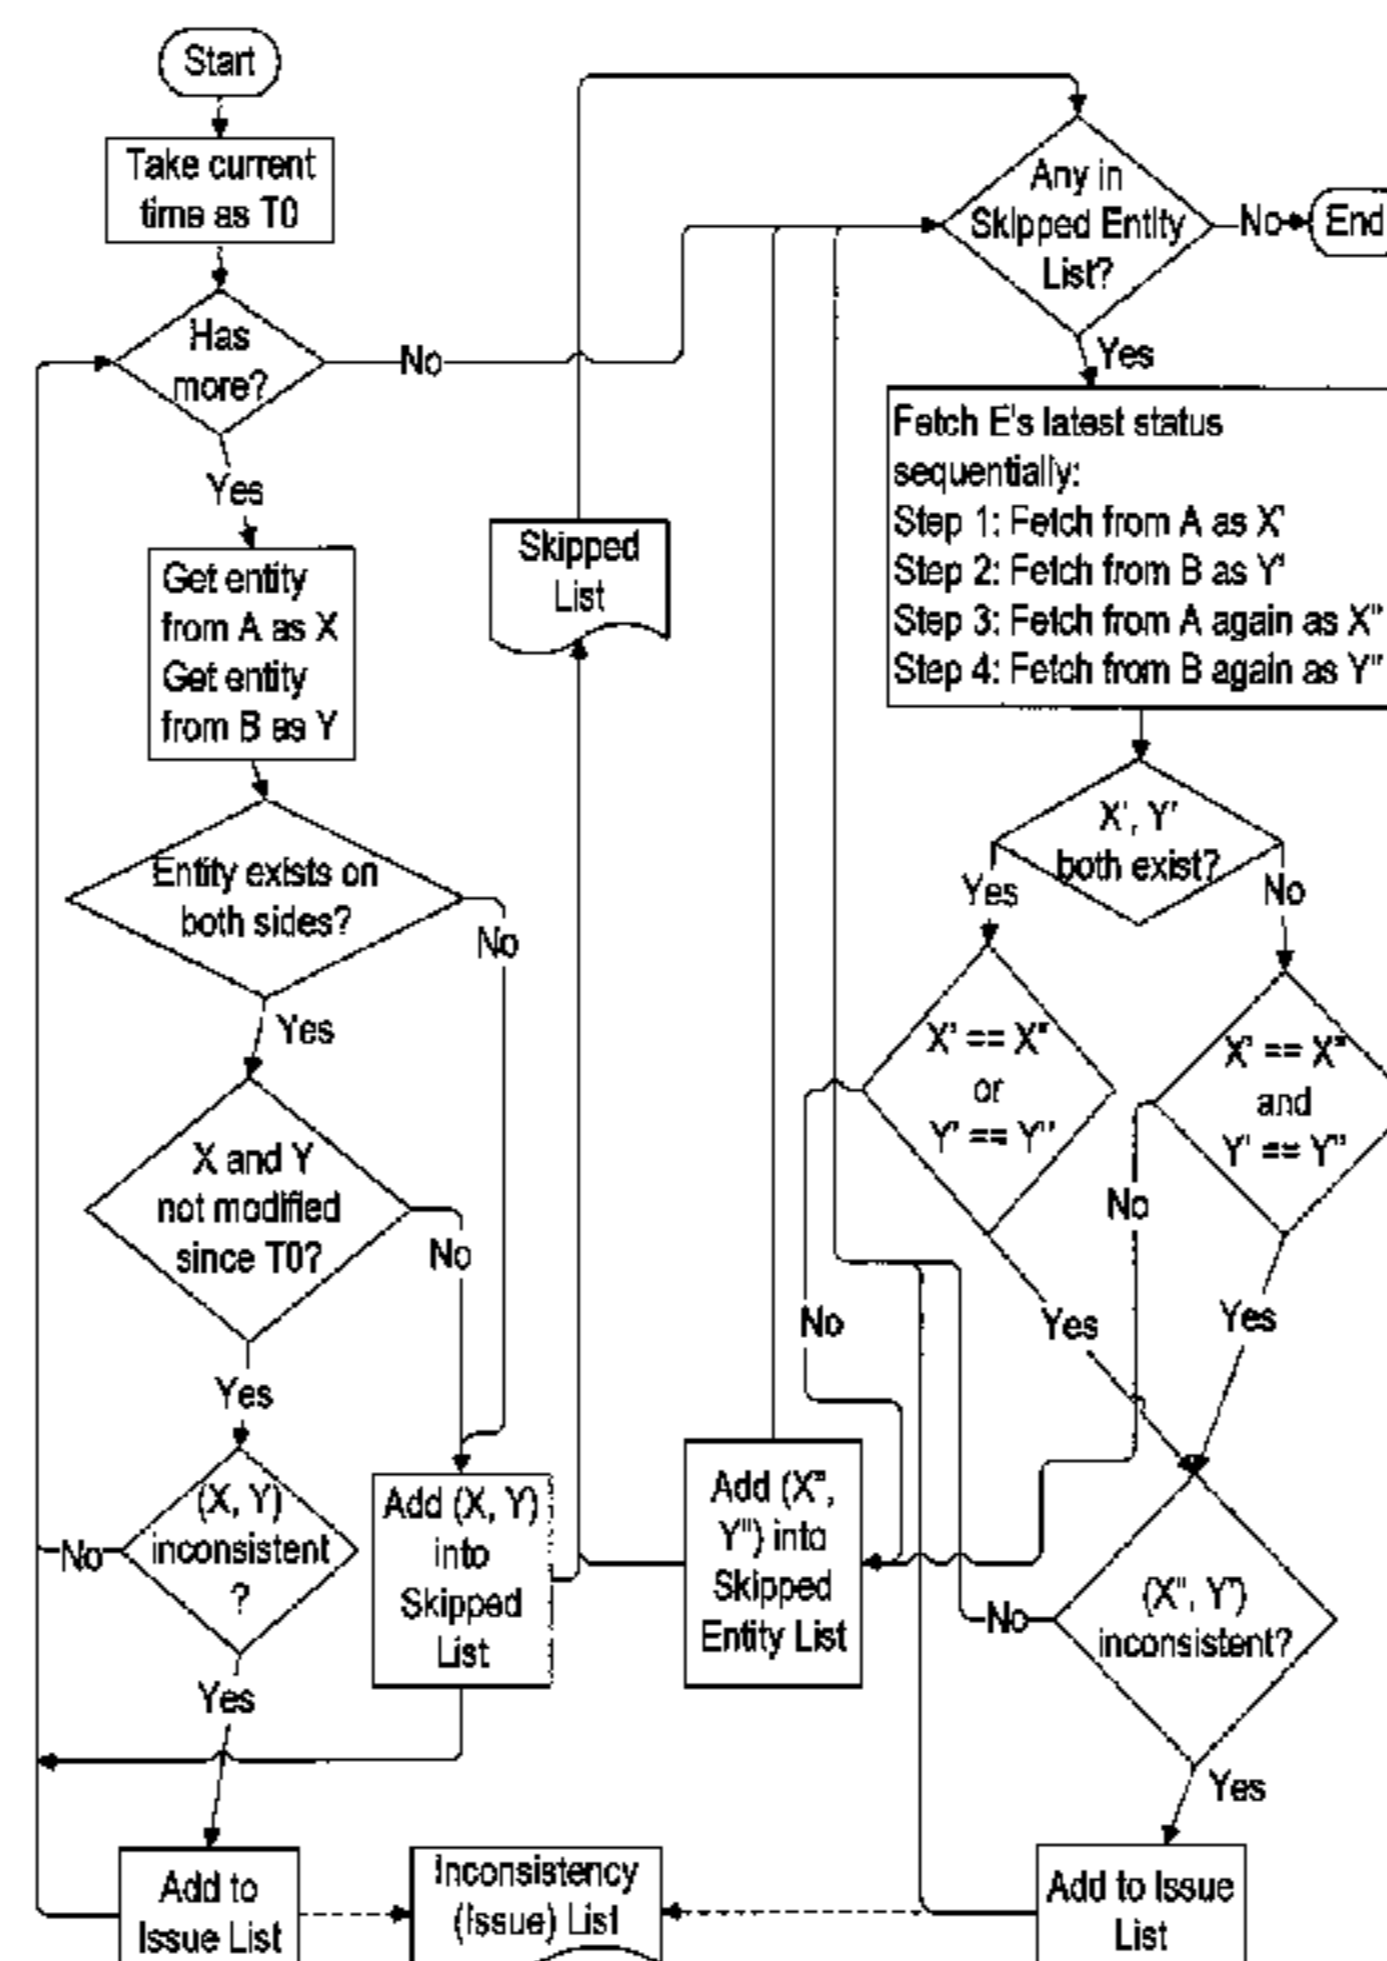 Start
Take current
time as T0
Has
more?
No
Yes
Get entity
from A as X
Get entity
from B as Y
Entity exists on
both sides?
No
Yes
X and Y
not modified
since T0?
No
Yes
(X, Y)
inconsistent
?
No
Yes
Add to
Issue List
Add (X, Y)
into
Skipped
List
Skipped
List
Inconsistency
(Issue) List
Any in
Skipped Entity
List?
No
End
Yes
Fetch E's latest status
sequentially:
Step 1: Fetch from A as X'
Step 2: Fetch from B as Y'
Step 3: Fetch from A again as X"
Step 4: Fetch from B again as Y"
X', Y'
both exist?
Yes
No
X' == X"
or
Y' == Y"
X' == X"
and
Y' == Y"
No
No
Yes
Yes
Add (X",
Y") into
Skipped
Entity List
(X", Y')
inconsistent?
No
Yes
Add to Issue
List